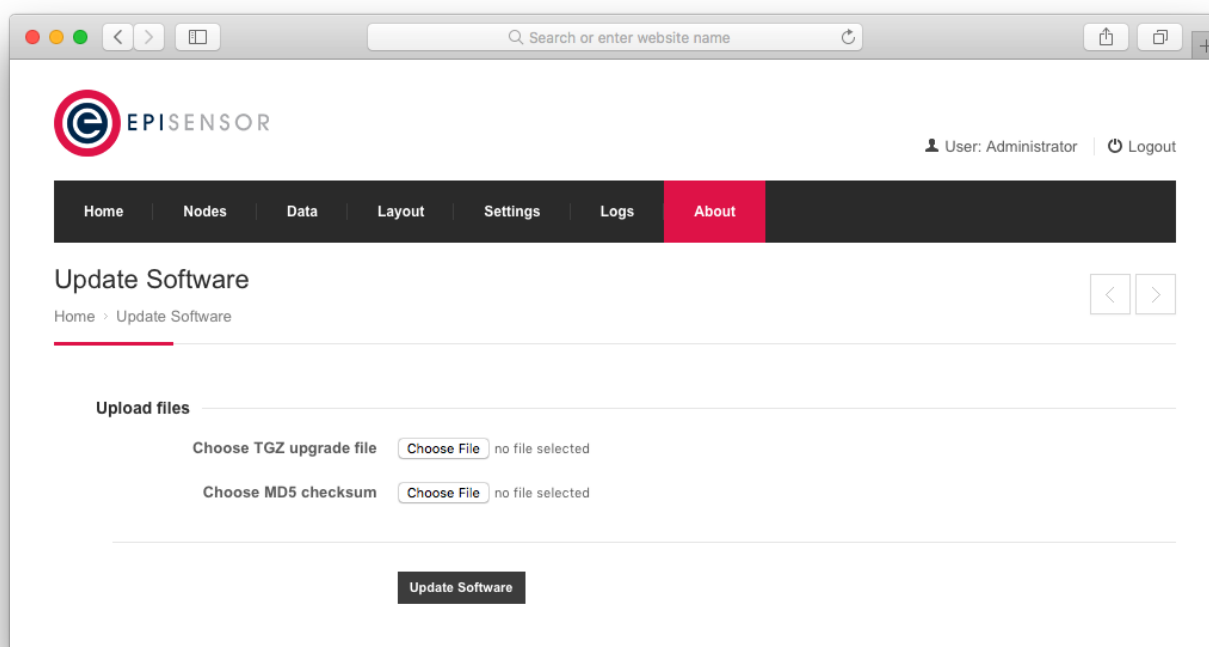 Search or enter website name
EPISENSOR
User: Administrator Logout
Home Nodes Data Layout Settings Logs About
Update Software
Home › Update Software
Upload files
Choose TGZ upgrade file Choose File no file selected
Choose MD5 checksum Choose File no file selected
Update Software